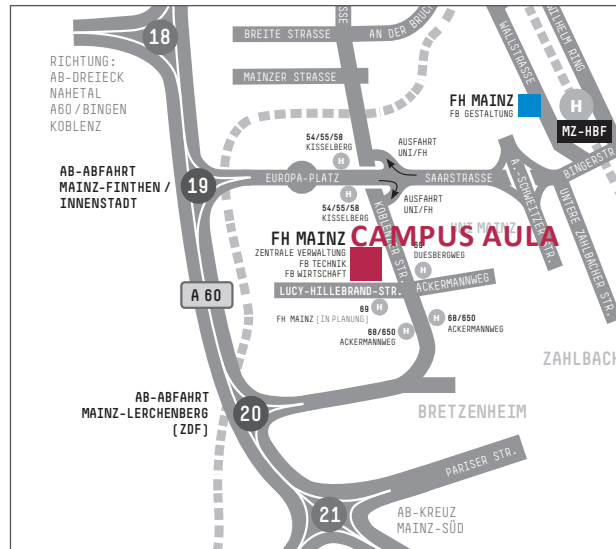 18
RICHTUNG:
AB-DREIECK
NAHETAL
A60/BINGEN
KOBLENZ
BREITE STRASSE
AN DER BRUCH
SSE
MAINZER STRASSE
WALLSTRASSE
WILHELM RING
FH MAINZ
FB GESTALTUNG
H
MZ-HBF
54/55/58
KISSELBERG
H
AUSFAHRT
UNI/FH
AB-ABFAHRT
MAINZ-FINTHEN /
INNENSTADT
19
EUROPA-PLATZ
SAARSTRASSE
A.-SCHWEITZER-STR.
BINGERSTR
UNTERE ZAHLBACHER STR.
H
54/55/58
KISSELBERG
AUSFAHRT
UNI/FH
KOBLENZER STR.
UNI MAINZ
FH MAINZ
ZENTRALE VERWALTUNG
FB TECHNIK
FB WIRTSCHAFT
CAMPUS AULA
69
DUESBERGWEG
H
ACKERMANNWEG
LUCY-HILLEBRAND-STR.
A 60
69
FH MAINZ (IN PLANUNG)
H
68/650
ACKERMANNWEG
H
H
68/650
ACKERMANNWEG
ZAHLBACH
AB-ABFAHRT
MAINZ-LERCHENBERG
(ZDF)
20
BRETZENHEIM
PARISER STR.
21
AB-KREUZ
MAINZ-SÜD